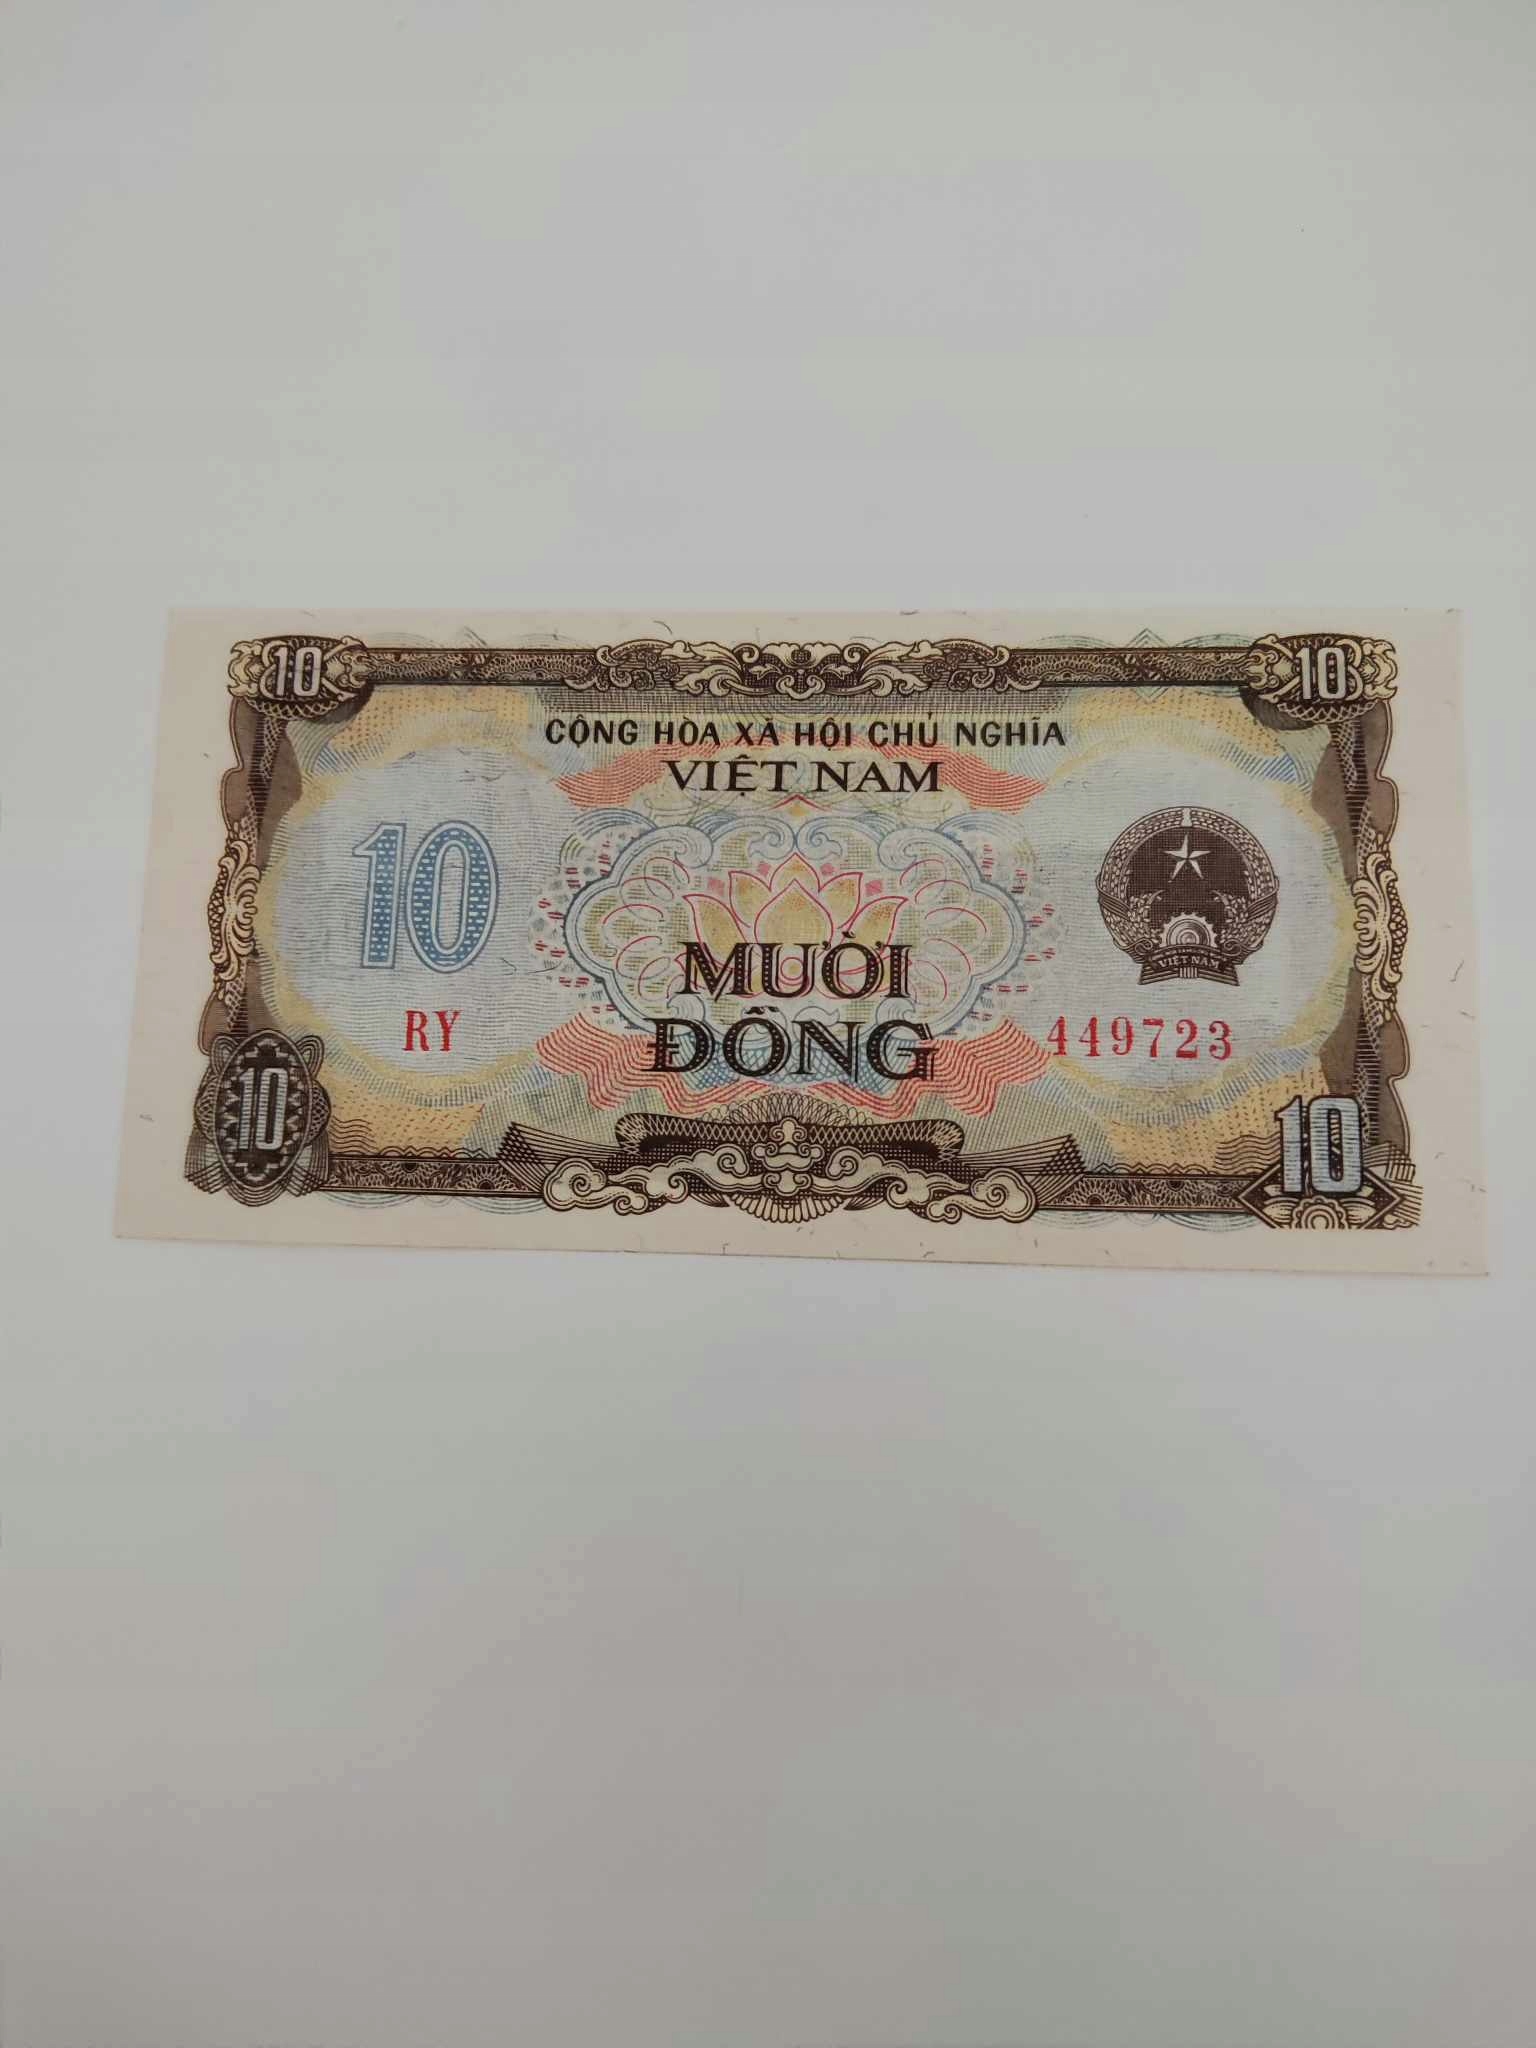 10 10
CỘNG HÒA XÃ HỘI CHỦ NGHĨA
VIỆT NAM
10
VIỆT NAM
MƯỜI
ĐỒNG
RY 449723
10 10